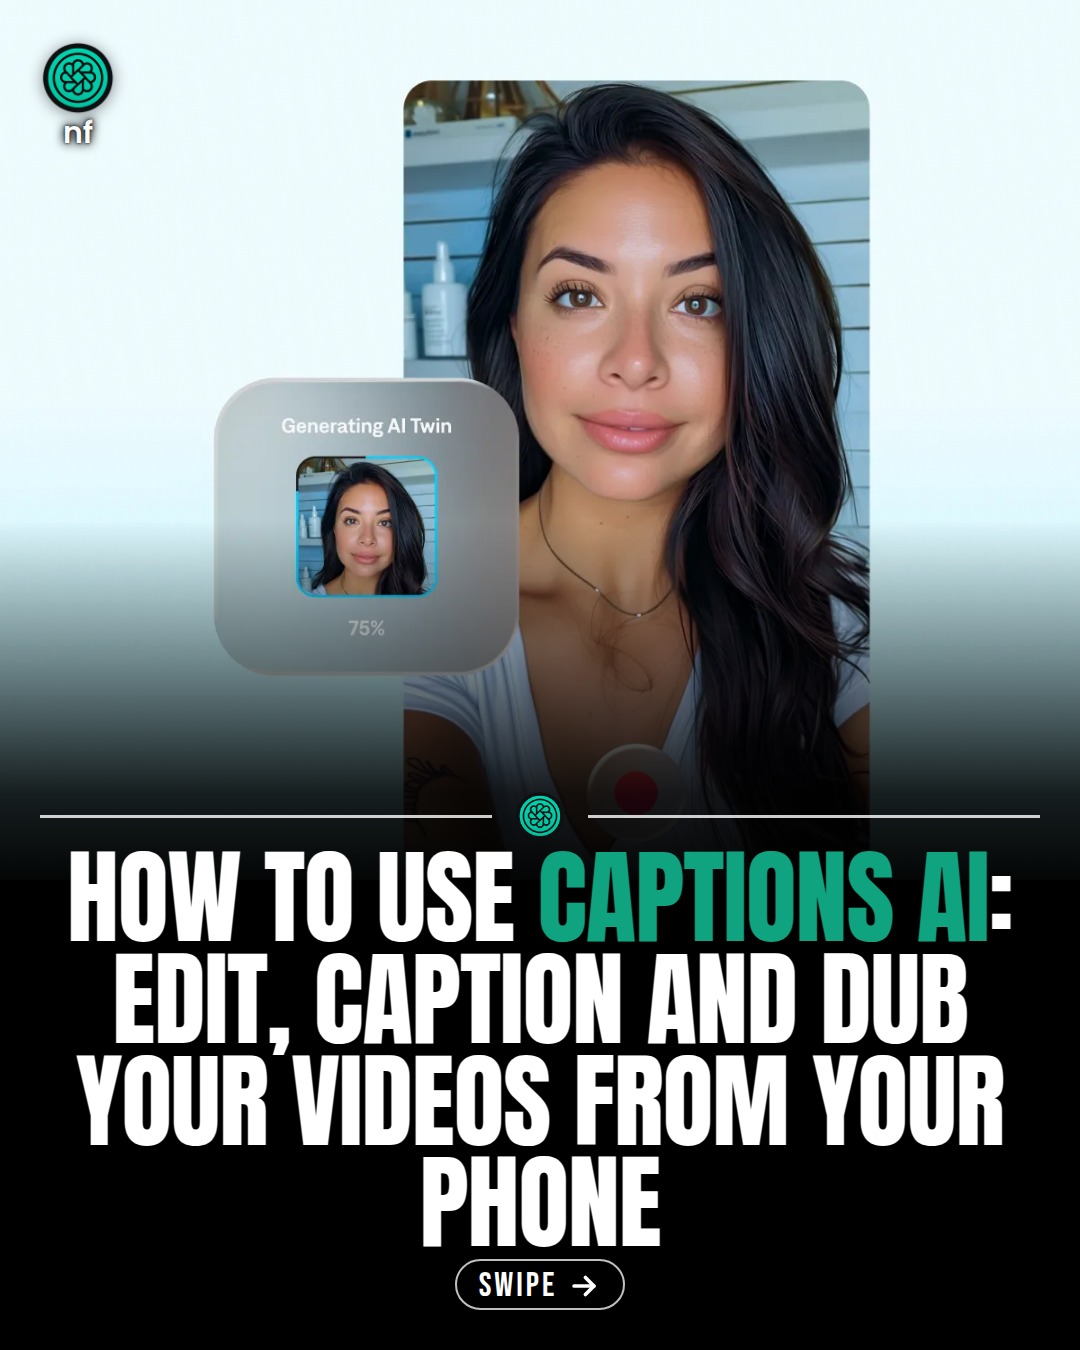 nf
Generating AI Twin
75%
HOW TO USE CAPTIONS AI:
EDIT, CAPTION AND DUB
YOUR VIDEOS FROM YOUR
PHONE
SWIPE →